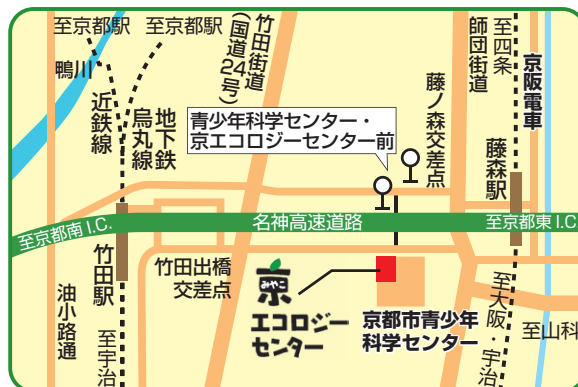 至京都駅
至京都駅
鴨川
近鉄線
地下鉄
烏丸線
竹田街道
(国道24号)
青少年科学センター・
京エコロジーセンター前
藤ノ森交差点
師団街道
至四条
京阪電車
藤森駅
至京都南I.C.
名神高速道路
至京都東I.C
竹田駅
油小路通
至宇治
竹田出橋
交差点
京
みやこ
エコロジー
センター
京都市青少年
科学センター
至大阪・宇治
至山科